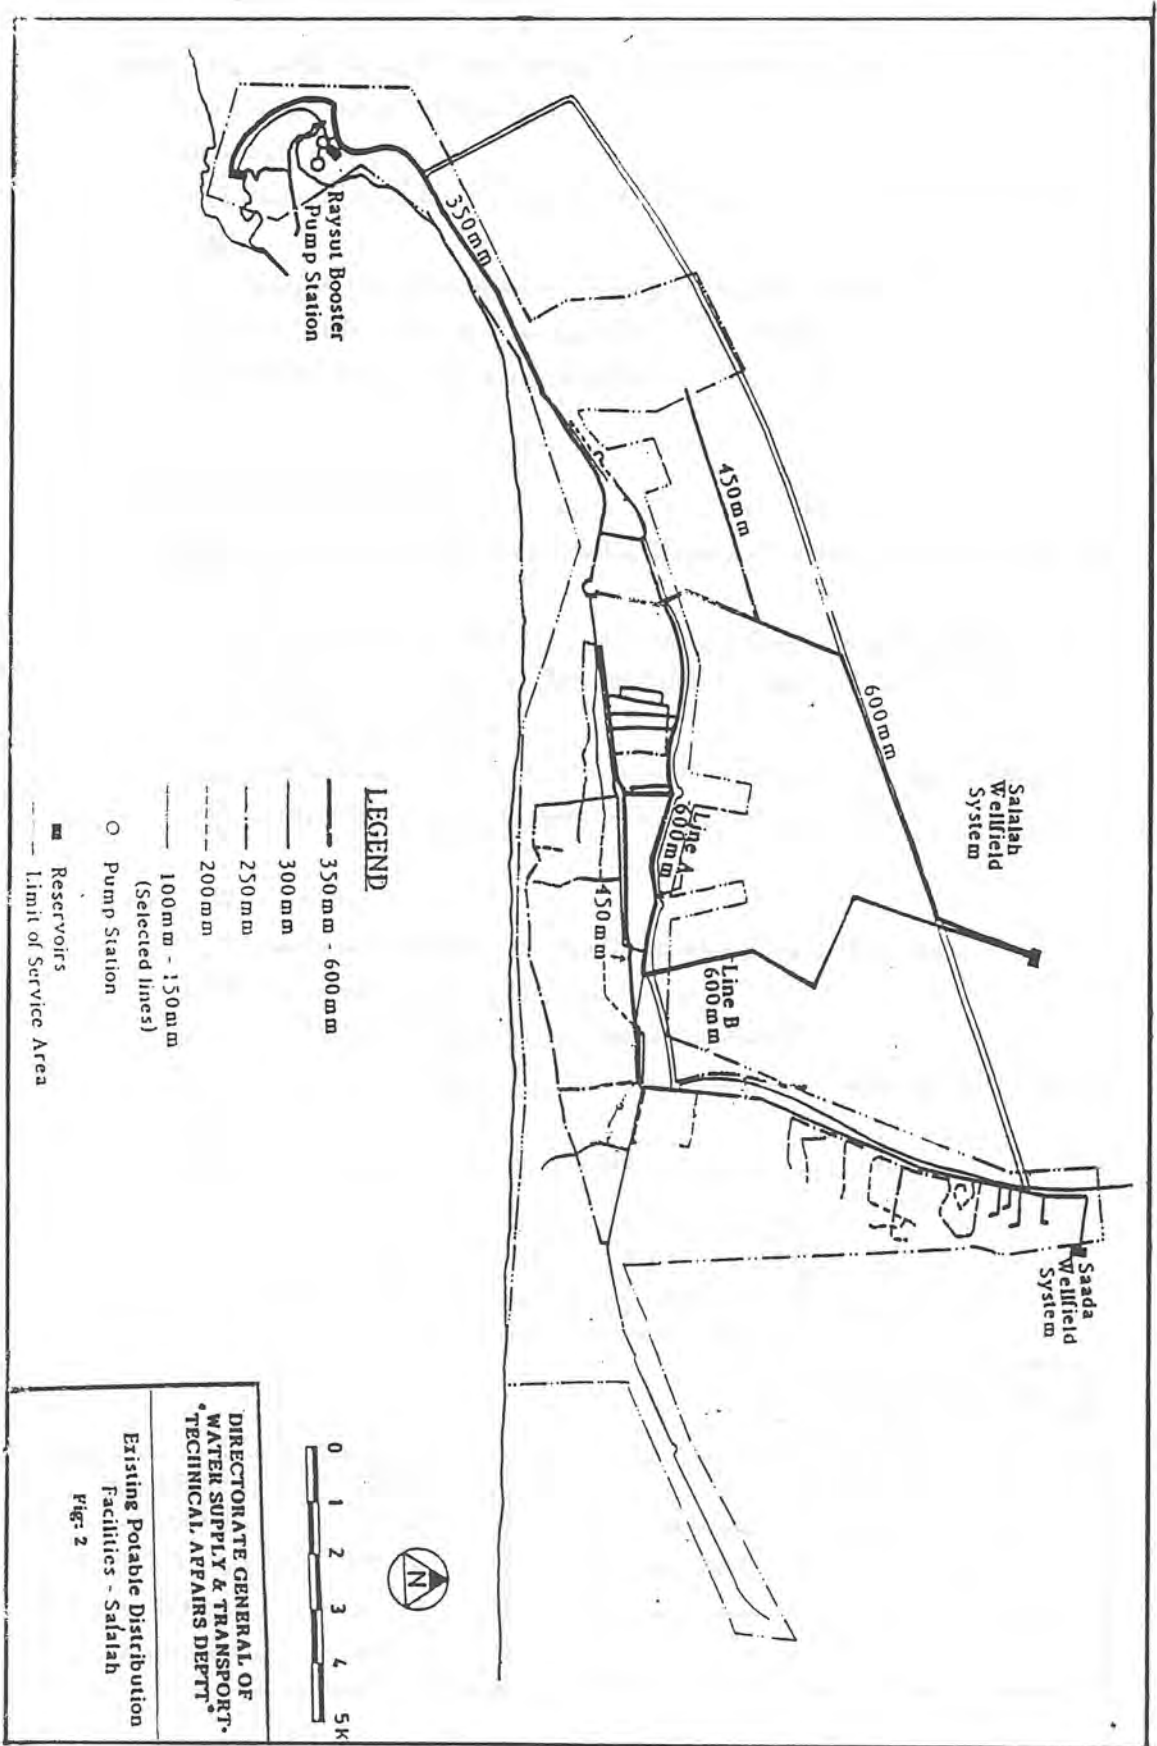 Salalah
Wellfield
System
Saada
Wellfield
System
600mm
450mm
350mm
Raysut Booster
Pump Station
Line A
600mm
Line B
600mm
450mm
LEGEND
350mm - 600mm
300mm
250mm
200mm
100mm - 150mm
(Selected lines)
Pump Station
Reservoirs
Limit of Service Area
N
0 1 2 3 4 5K
DIRECTORATE GENERAL OF
WATER SUPPLY & TRANSPORT.
"TECHNICAL AFFAIRS DEPTT"
Existing Potable Distribution
Facilities - Salalah
Fig: 2